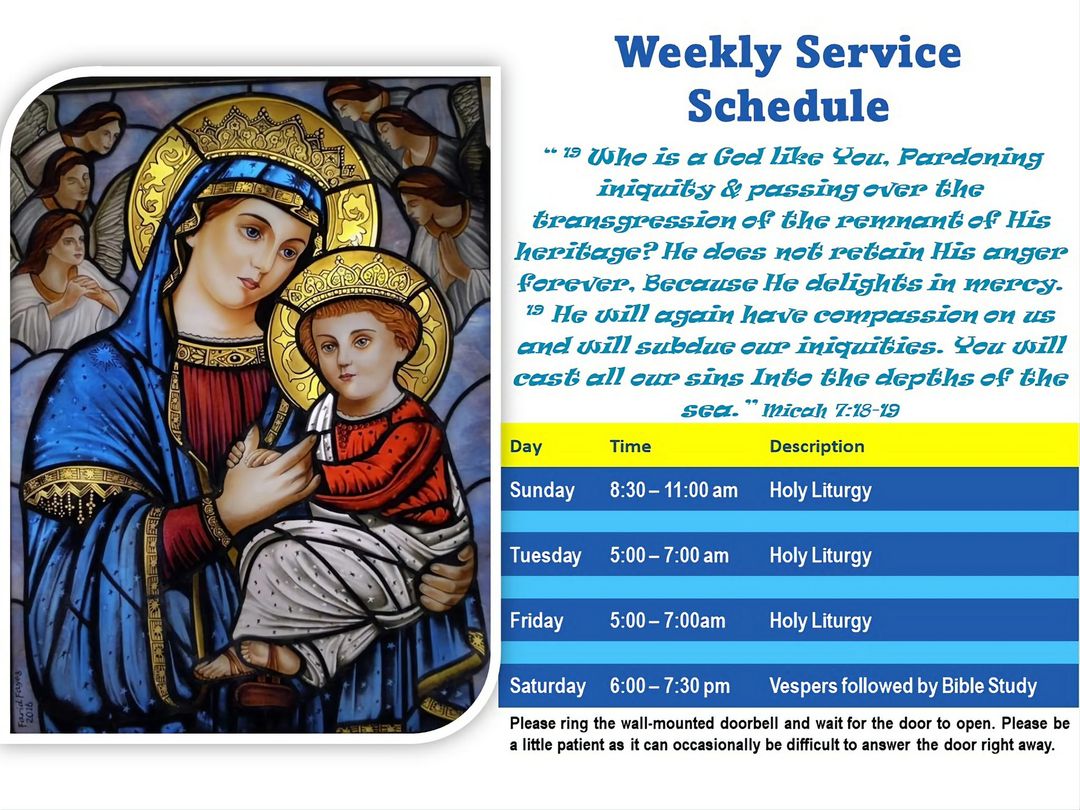 Weekly Service
Schedule
“ 19 Who is a God like You, Pardoning
iniquity & passing over the
transgression of the remnant of His
heritage? He does not retain His anger
forever, Because He delights in mercy.
19 He will again have compassion on us
and will subdue our iniquities. You will
cast all our sins Into the depths of the
sea.” Micah 7:18-19
Day Time Description
Sunday 8:30 – 11:00 am Holy Liturgy
Tuesday 5:00 – 7:00 am Holy Liturgy
Friday 5:00 – 7:00am Holy Liturgy
Saturday 6:00 – 7:30 pm Vespers followed by Bible Study
Please ring the wall-mounted doorbell and wait for the door to open. Please be
a little patient as it can occasionally be difficult to answer the door right away.
Farid Fayez
2016